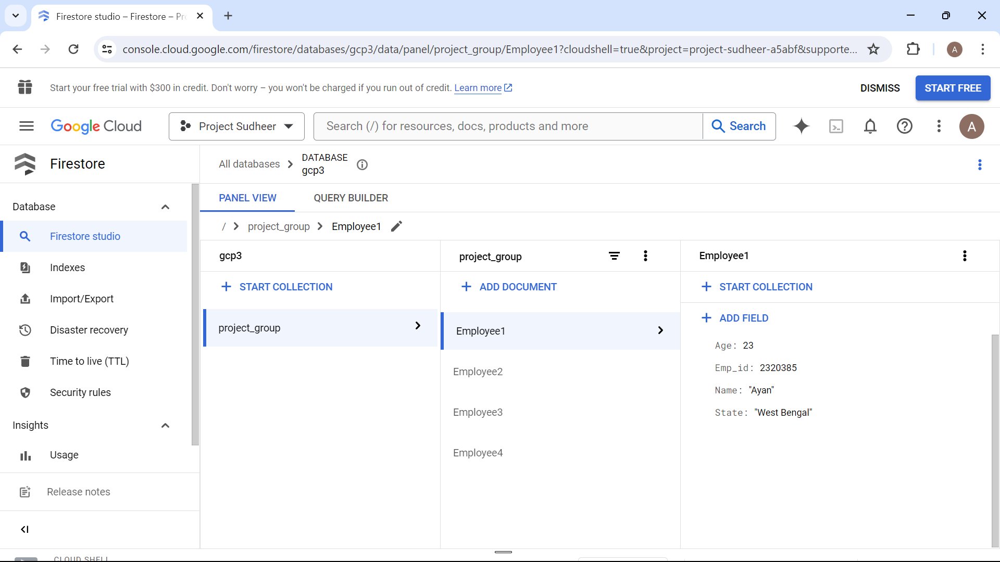 Firestore studio – Firestore – Pro
console.cloud.google.com/firestore/databases/gcp3/data/panel/project_group/Employee1?cloudshell=true&project=project-sudheer-a5abf&supporte...
A
Start your free trial with $300 in credit. Don't worry – you won't be charged if you run out of credit. Learn more
DISMISS
START FREE
Google Cloud
Project Sudheer
Search (/) for resources, docs, products and more
Search
A
Firestore
All databases
DATABASE
gcp3
Database
Firestore studio
Indexes
Import/Export
Disaster recovery
Time to live (TTL)
Security rules
Insights
Usage
Release notes
PANEL VIEW
QUERY BUILDER
/ project_group Employee1
gcp3
START COLLECTION
project_group
project_group
ADD DOCUMENT
Employee1
Employee2
Employee3
Employee4
Employee1
START COLLECTION
ADD FIELD
Age: 23
Emp_id: 2320385
Name: "Ayan"
State: "West Bengal"
CLOUD SHELL